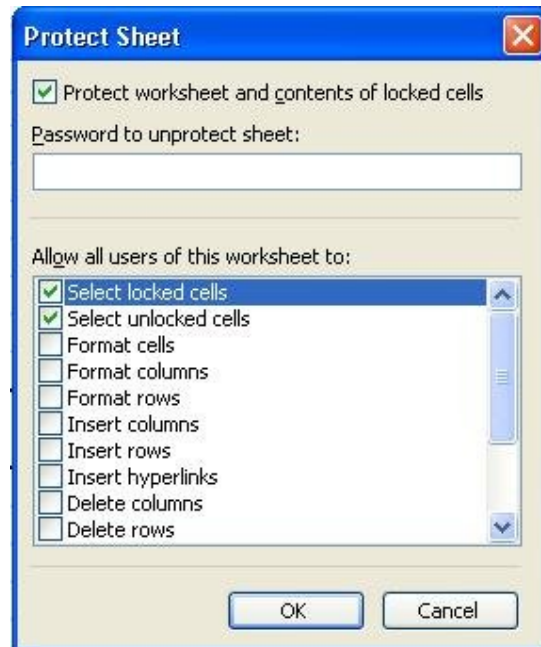 Protect Sheet
Protect worksheet and contents of locked cells
Password to unprotect sheet:
Allow all users of this worksheet to:
Select locked cells
Select unlocked cells
Format cells
Format columns
Format rows
Insert columns
Insert rows
Insert hyperlinks
Delete columns
Delete rows
OK Cancel